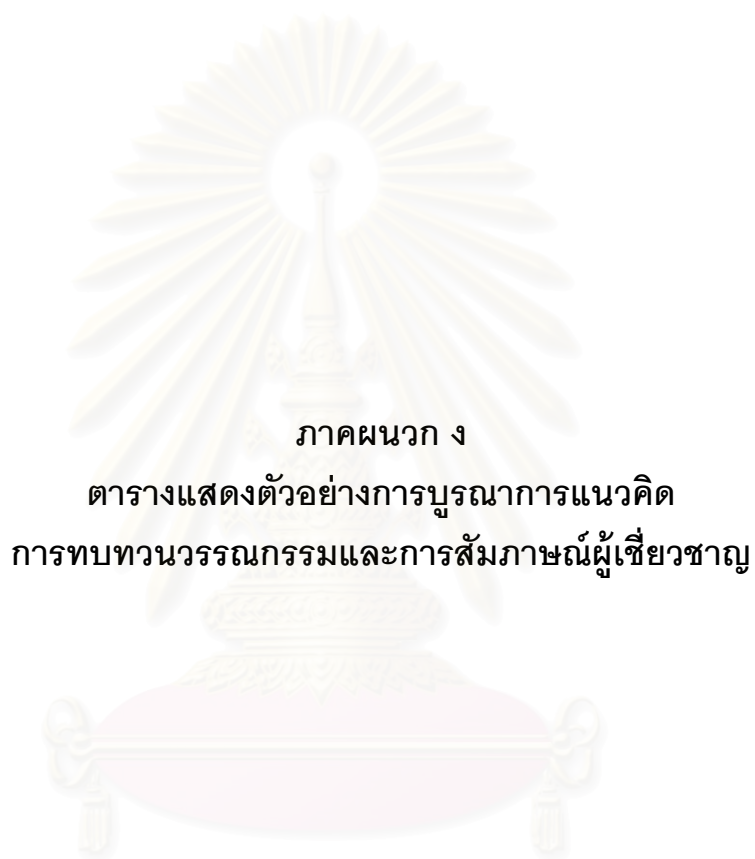 ภาคผนวก ง
ตารางแสดงตัวอย่างการบูรณาการแนวคิด
การทบทวนวรรณกรรมและการสัมภาษณ์ผู้เชี่ยวชาญ